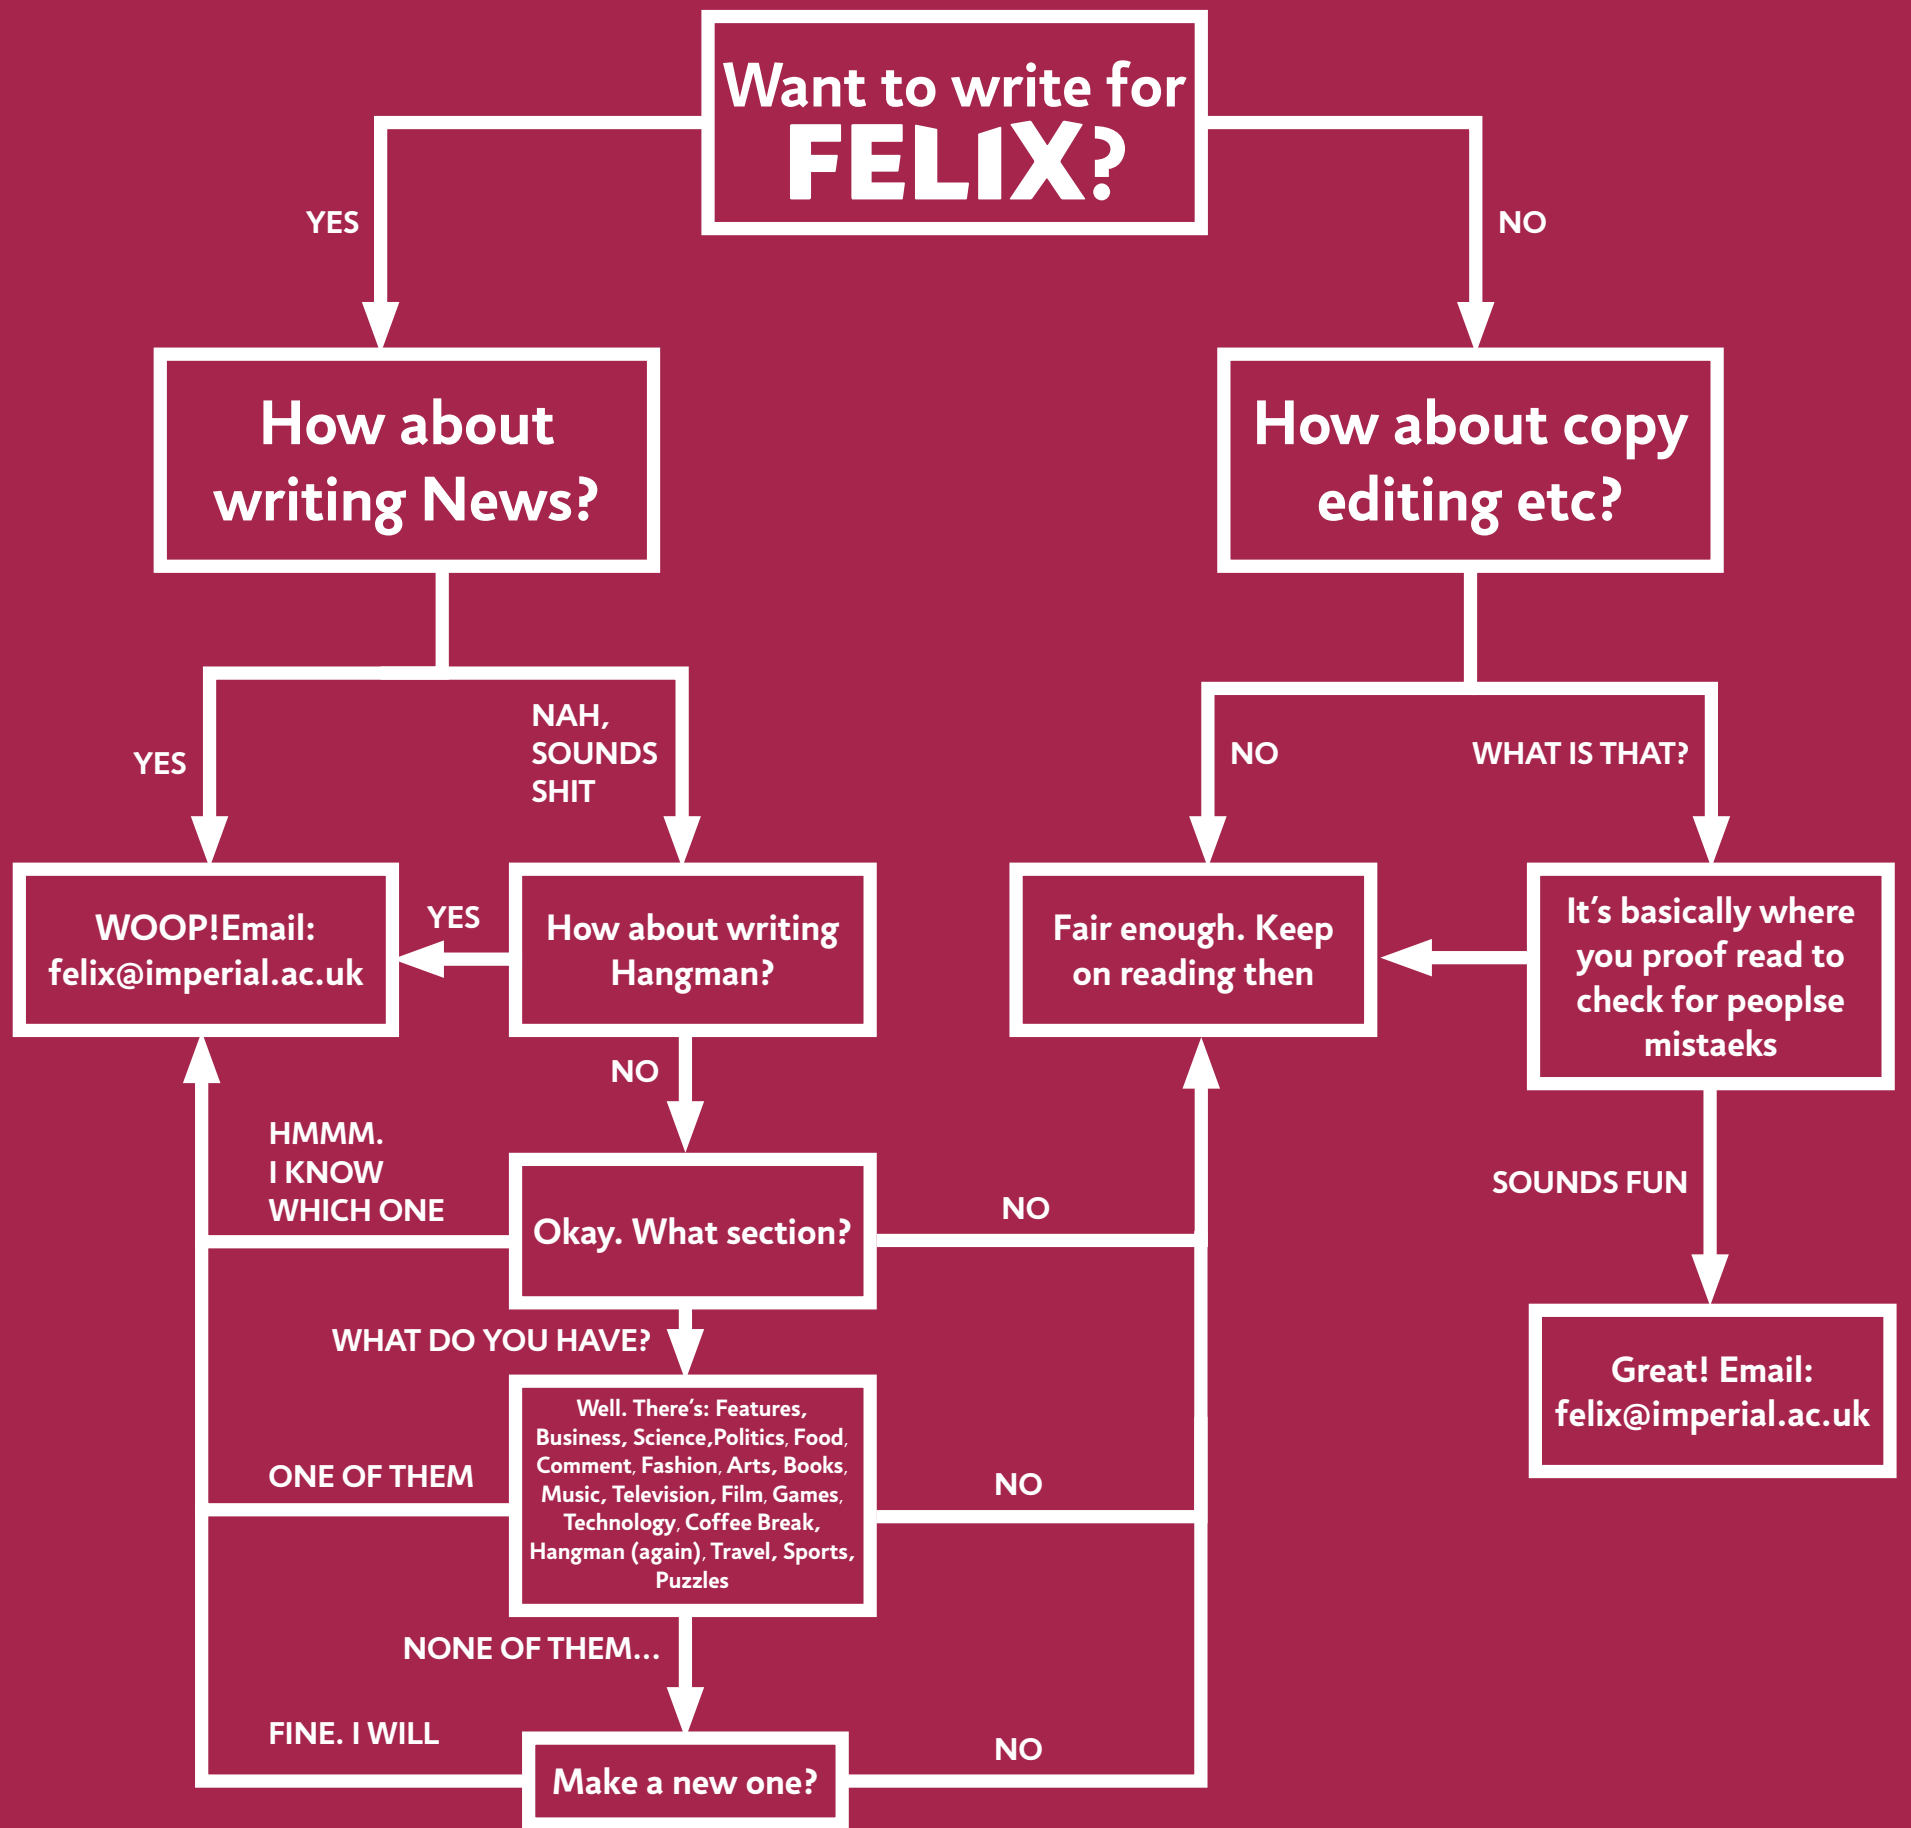 Want to write for
FELIX?
YES
NO
How about
writing News?
How about copy
editing etc?
YES
NAH,
SOUNDS
SHIT
NO
WHAT IS THAT?
WOOP!Email:
felix@imperial.ac.uk
YES
How about writing
Hangman?
Fair enough. Keep
on reading then
It's basically where
you proof read to
check for peoplse
mistaeks
NO
HMMM.
I KNOW
WHICH ONE
Okay. What section?
NO
SOUNDS FUN
WHAT DO YOU HAVE?
Great! Email:
felix@imperial.ac.uk
Well. There's: Features,
Business, Science,Politics, Food,
Comment, Fashion, Arts, Books,
Music, Television, Film, Games,
Technology, Coffee Break,
Hangman (again), Travel, Sports,
Puzzles
ONE OF THEM
NO
NONE OF THEM...
FINE. I WILL
Make a new one?
NO